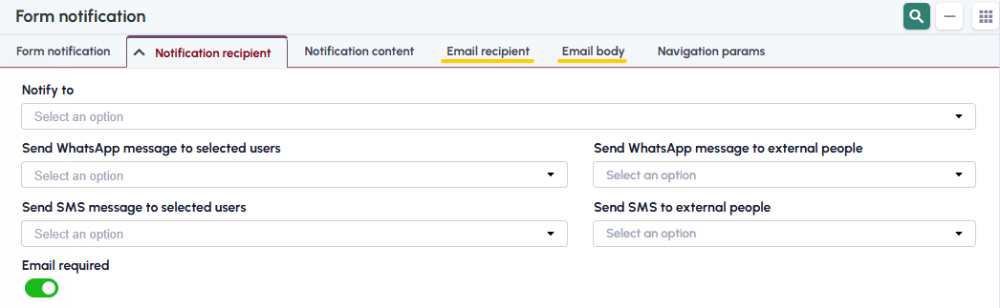 Form notification
Form notification Notification recipient Notification content Email recipient Email body Navigation params
Notify to
Select an option
Send WhatsApp message to selected users Send WhatsApp message to external people
Select an option Select an option
Send SMS message to selected users Send SMS to external people
Select an option Select an option
Email required